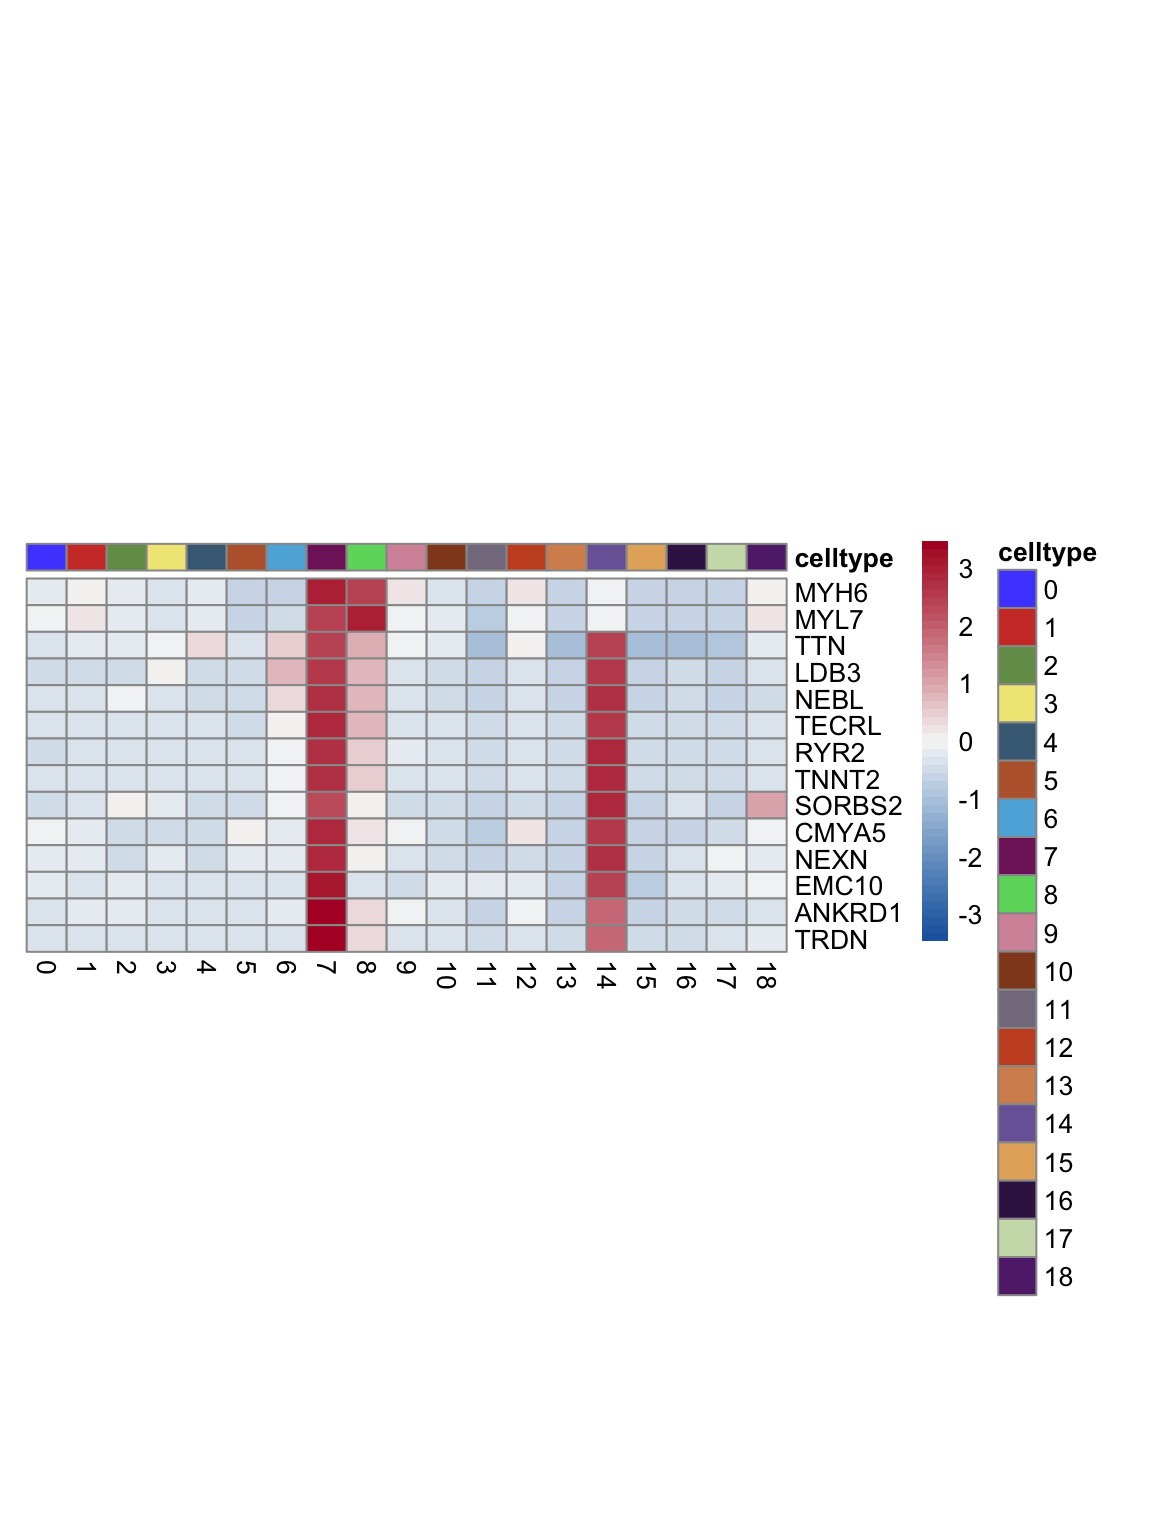 celltype
MYH6
MYL7
TTN
LDB3
NEBL
TECRL
RYR2
TNNT2
SORBS2
CMYA5
NEXN
EMC10
ANKRD1
TRDN
0 1 2 3 4 5 6 7 8 9 10 11 12 13 14 15 16 17 18
3
2
1
0
-1
-2
-3
celltype
0
1
2
3
4
5
6
7
8
9
10
11
12
13
14
15
16
17
18